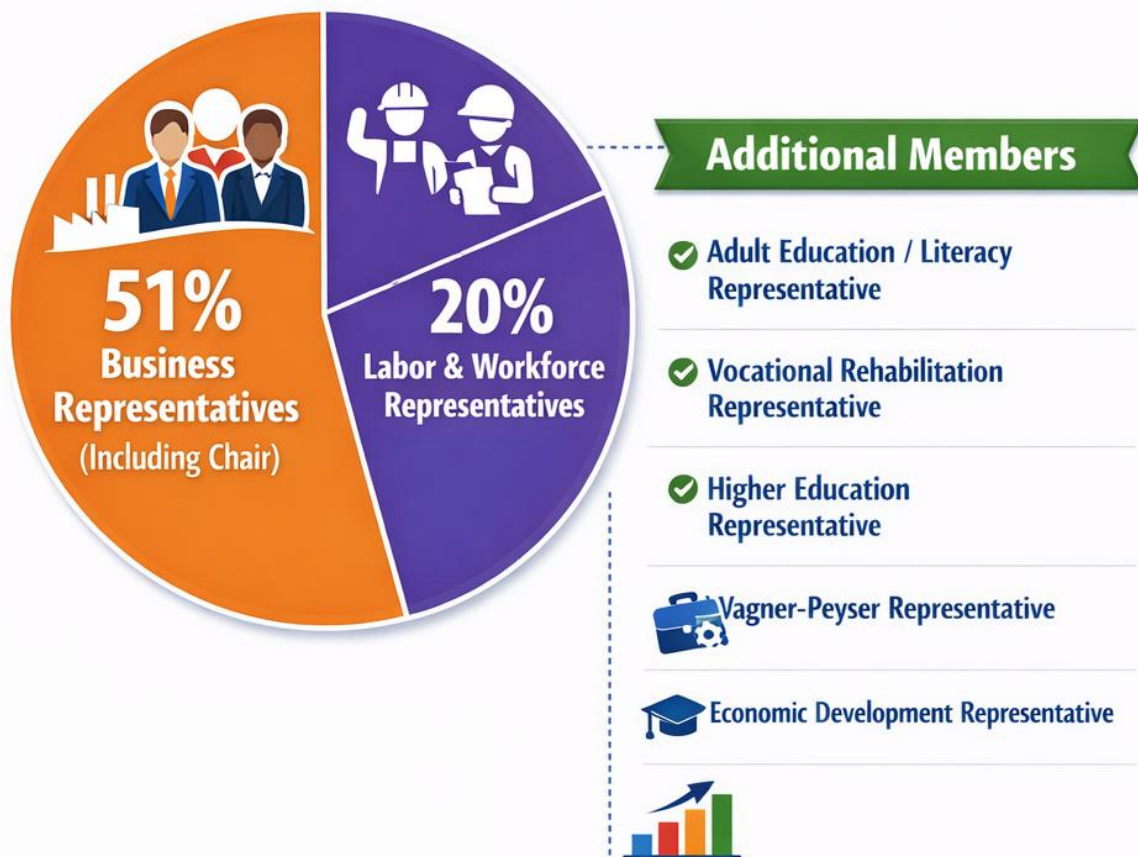 51%
Business
Representatives
(Including Chair)
20%
Labor & Workforce
Representatives
Additional Members
Adult Education / Literacy
Representative
Vocational Rehabilitation
Representative
Higher Education
Representative
Vagner-Peyser Representative
Economic Development Representative